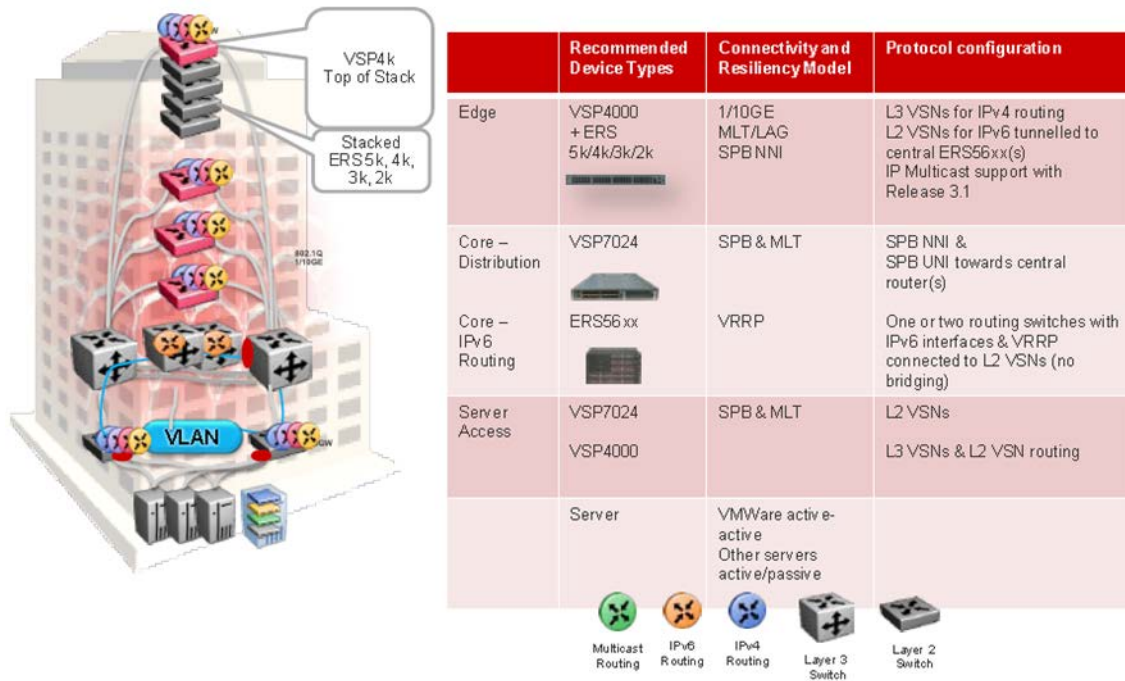 VSP4k
Top of Stack
Stacked
ERS5k, 4k,
3k, 2k
802.1Q
1/10GE
VLAN
Recommended
Device Types
Connectivity and
Resiliency Model
Protocol configuration
Edge
VSP4000
+ ERS
5k/4k/3k/2k
1/10GE
MLT/LAG
SPB NNI
L3 VSNs for IPv4 routing
L2 VSNs for IPv6 tunnelled to
central ERS56xx(s)
IP Multicast support with
Release 3.1
Core –
Distribution
VSP7024
SPB & MLT
SPB NNI &
SPB UNI towards central
router(s)
Core –
IPv6
Routing
ERS56xx
VRRP
One or two routing switches with
IPv6 interfaces & VRRP
connected to L2 VSNs (no
bridging)
Server
Access
VSP7024
SPB & MLT
L2 VSNs
VSP4000
L3 VSNs & L2 VSN routing
Server
VMWare active-
active
Other servers
active/passive
Multicast
Routing
IPv6
Routing
IPv4
Routing
Layer 3
Switch
Layer 2
Switch